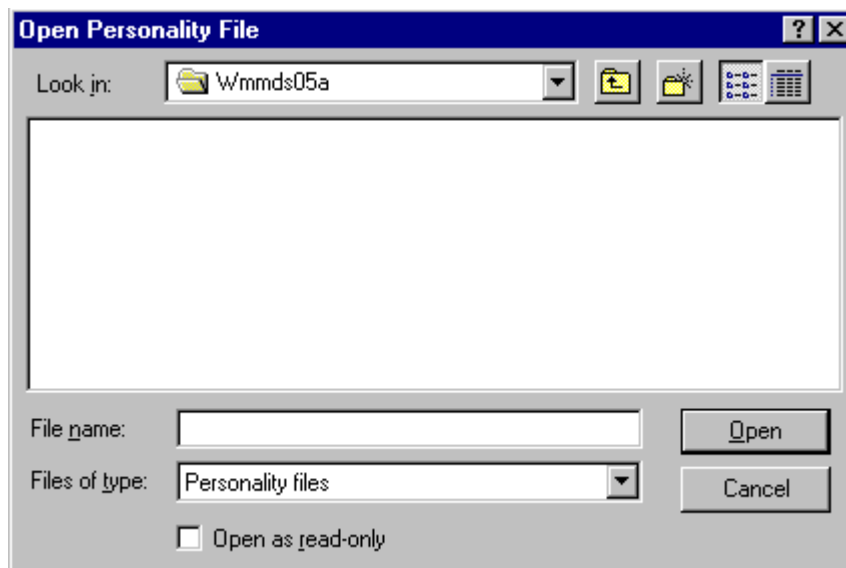 Open Personality File
Look in: Wmmds05a
File name: Open
Files of type: Personality files Cancel
Open as read-only